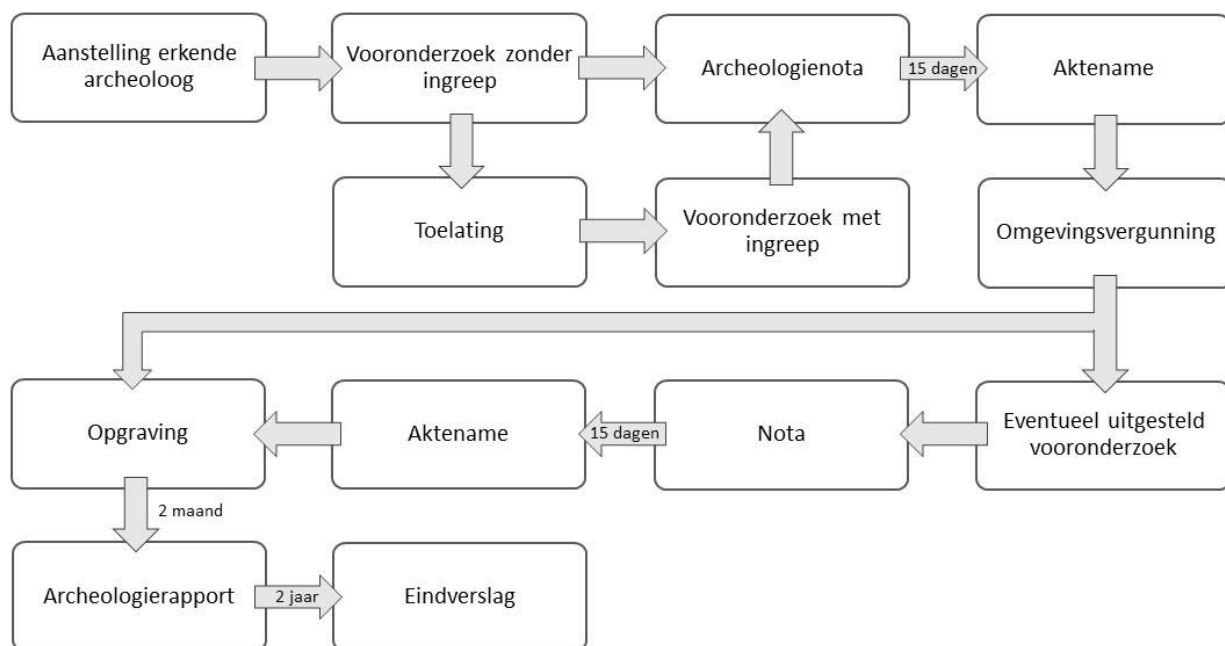 Aanstelling erkende
archeoloog
Vooronderzoek zonder
ingreep
Archeologienota
15 dagen
Aktename
Toelating
Vooronderzoek met
ingreep
Omgevingsvergunning
Opgraving
Aktename
15 dagen
Nota
Eventueel uitgesteld
vooronderzoek
2 maand
Archeologierapport
2 jaar
Eindverslag